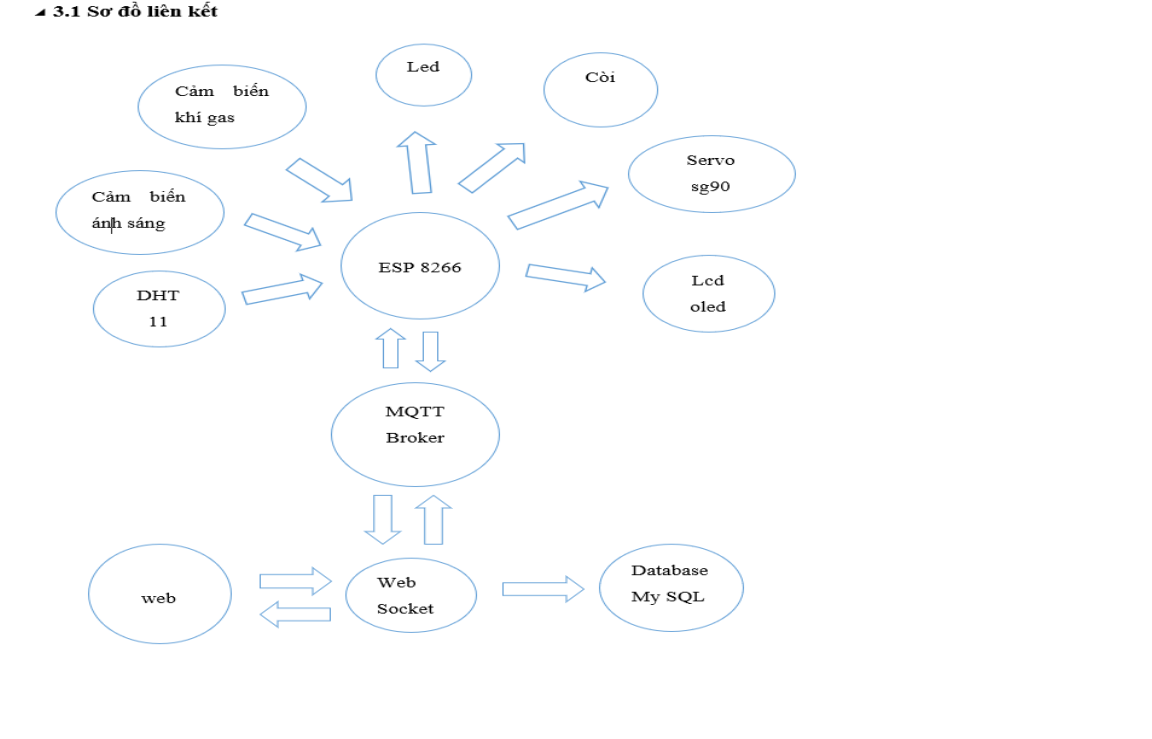 3.1 Sơ đồ liên kết
Led
Còi
Cảm biến
khí gas
Servo
sg90
Cảm biến
ánh sáng
ESP 8266
Lcd
oled
DHT
11
MQTT
Broker
web
Web
Socket
Database
My SQL